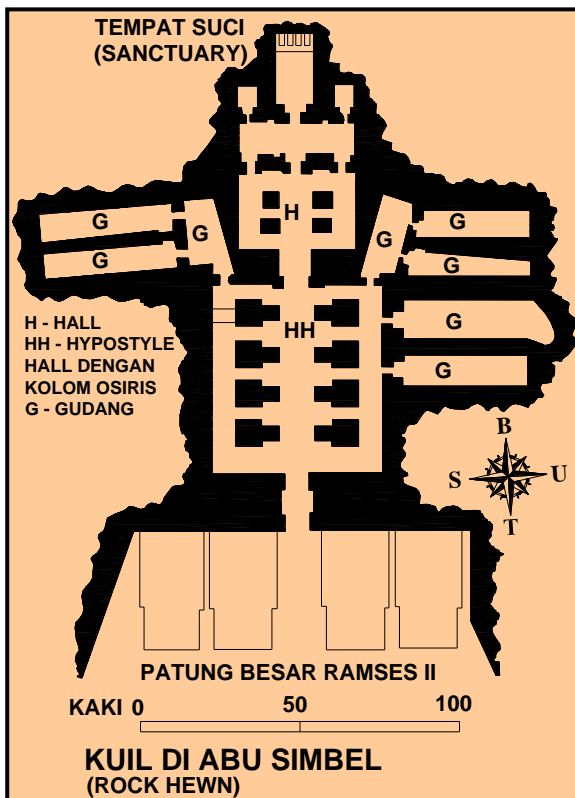 TEMPAT SUCI
(SANCTUARY)
G
G
G
H
G
G
G
HH
G
G
H - HALL
HH - HYPOSTYLE
HALL DENGAN
KOLOM OSIRIS
G - GUDANG
B
S
U
T
PATUNG BESAR RAMSES II
KAKI 0 50 100
KUIL DI ABU SIMBEL
(ROCK HEWN)